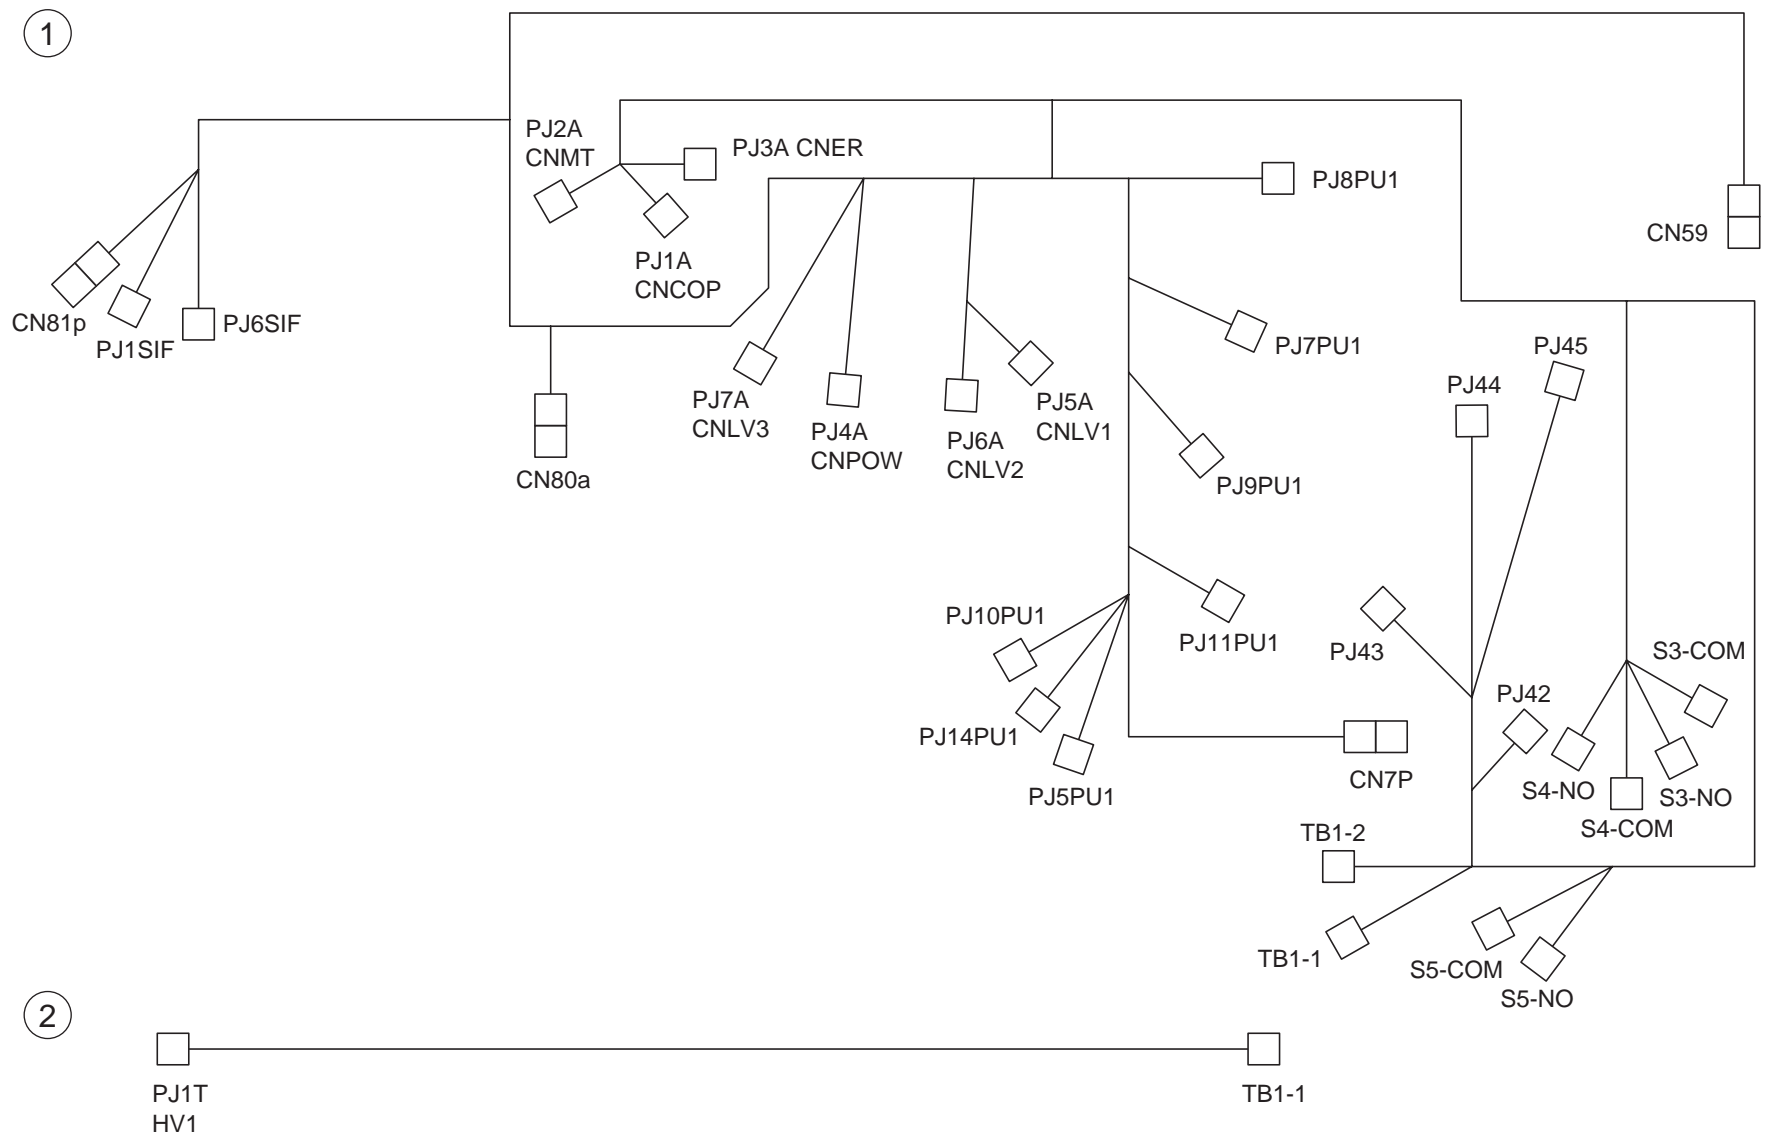 1
PJ2A
CNMT
PJ3A CNER
PJ8PU1
CN59
PJ1A
CNCOP
CN81p
PJ1SIF
PJ6SIF
PJ7PU1
PJ45
PJ44
PJ7A
CNLV3
PJ4A
CNPOW
PJ6A
CNLV2
PJ5A
CNLV1
CN80a
PJ9PU1
PJ10PU1
PJ11PU1
PJ43
S3-COM
PJ42
PJ14PU1
PJ5PU1
CN7P
S4-NO
S3-NO
S4-COM
TB1-2
TB1-1
S5-COM
S5-NO
2
PJ1T
HV1
TB1-1